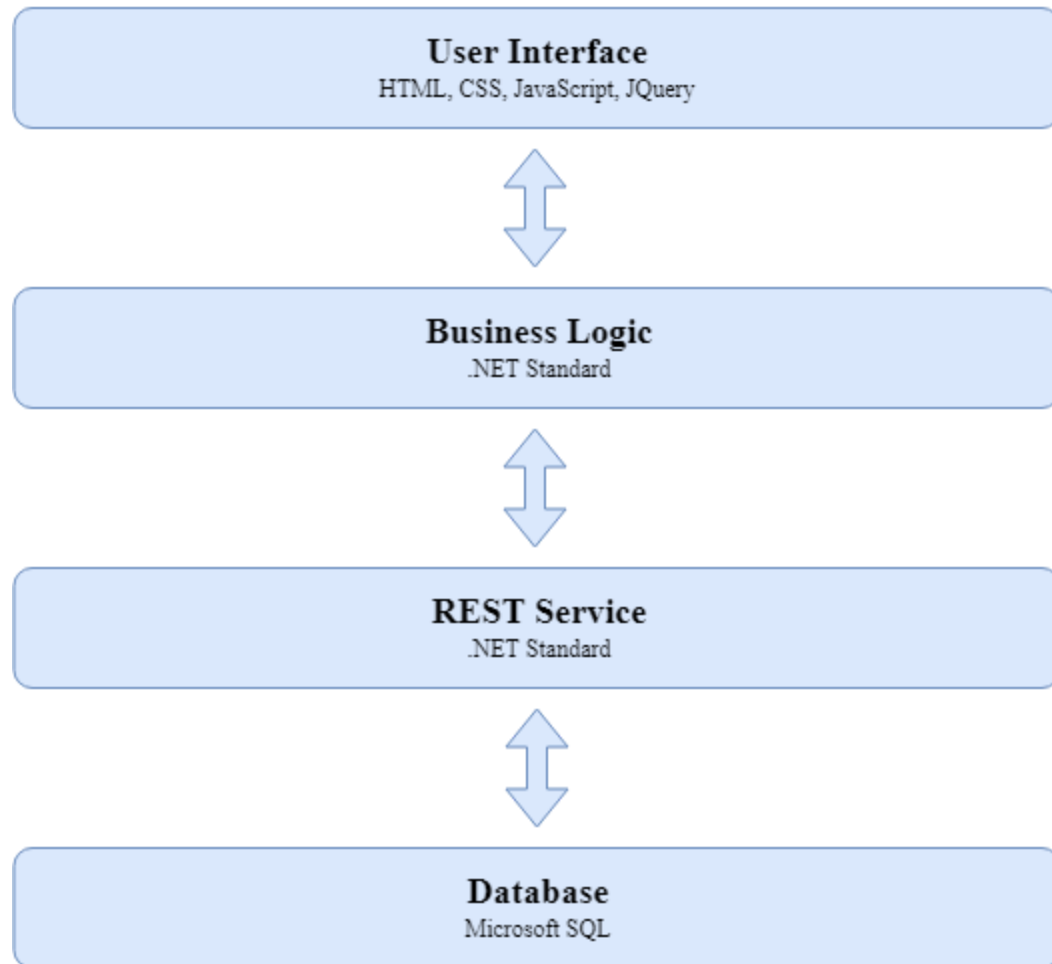 User Interface
HTML, CSS, JavaScript, JQuery
Business Logic
.NET Standard
REST Service
.NET Standard
Database
Microsoft SQL